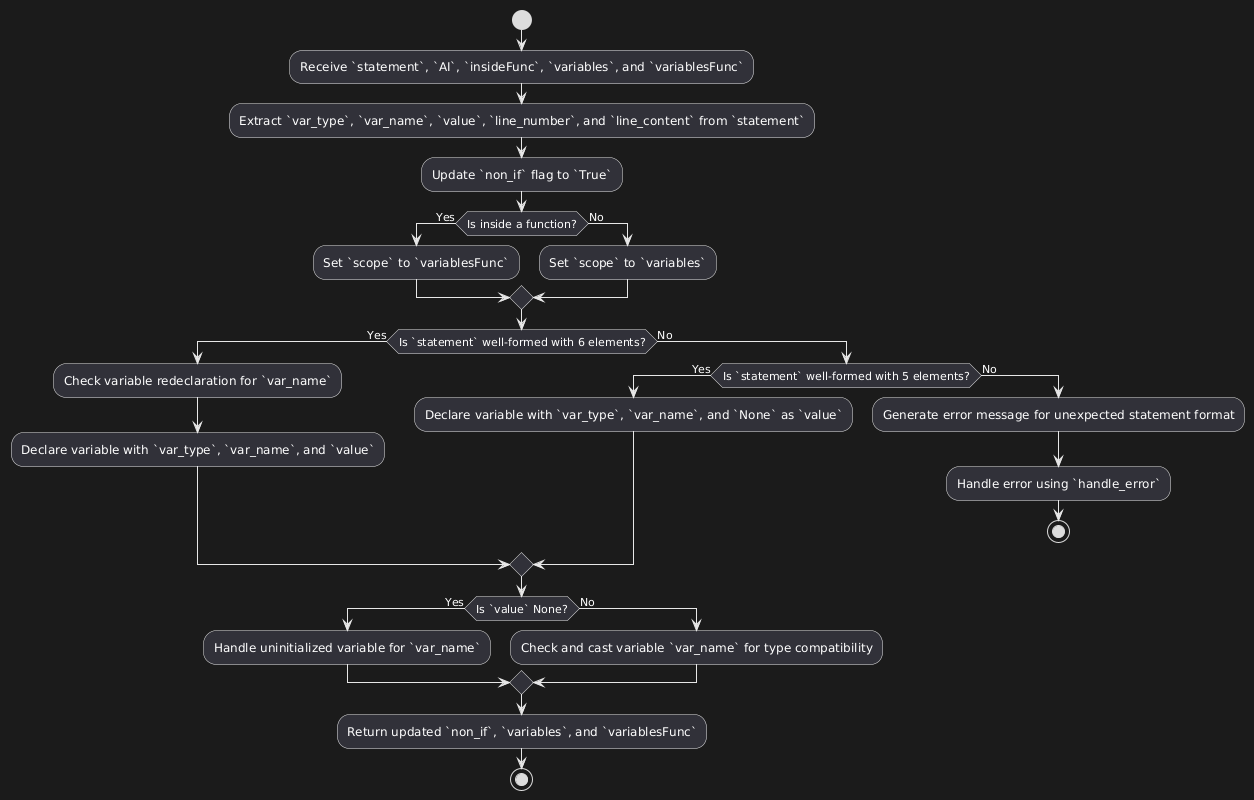 Receive `statement`, `AI`, `insideFunc`, `variables`, and `variablesFunc`
Extract `var_type`, `var_name`, `value`, `line_number`, and `line_content` from `statement`
Update `non_if` flag to `True`
Yes
Is inside a function?
No
Set `scope` to `variablesFunc`
Set `scope` to `variables`
Yes
Is `statement` well-formed with 6 elements?
No
Check variable redeclaration for `var_name`
Declare variable with `var_type`, `var_name`, and `value`
Yes
Is `statement` well-formed with 5 elements?
No
Declare variable with `var_type`, `var_name`, and `None` as `value`
Generate error message for unexpected statement format
Handle error using `handle_error`
Yes
Is `value` None?
No
Handle uninitialized variable for `var_name`
Check and cast variable `var_name` for type compatibility
Return updated `non_if`, `variables`, and `variablesFunc`